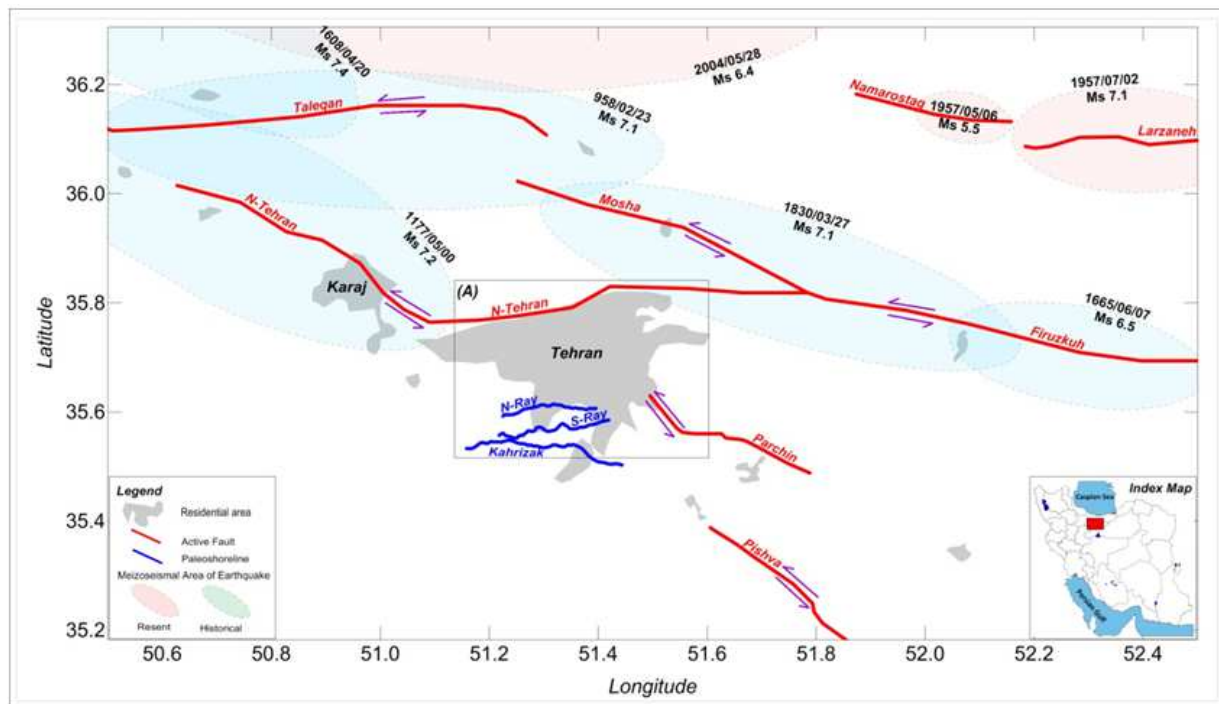 1608/04/20
Ms 7.4
2004/05/28
Ms 6.4
1957/07/02
Ms 7.1
958/02/23
Ms 7.1
Namarostaq
1957/05/06
Ms 5.5
Taleqan
Larzaneh
N-Tehran
1177/05/00
Ms 7.2
Mosha
1830/03/27
Ms 7.1
Karaj
(A)
N-Tehran
1665/06/07
Ms 6.5
Firuzkuh
Tehran
N-Ray
S-Ray
Kahrizak
Parchin
Pishva
Legend
Residential area
Active Fault
Paleoshoreline
Meizoseismal Area of Earthquake
Resent
Historical
Index Map
Caspian Sea
Persian Gulf
Latitude
36.2
36.0
35.8
35.6
35.4
35.2
50.6
50.8
51.0
51.2
51.4
51.6
51.8
52.0
52.2
52.4
Longitude